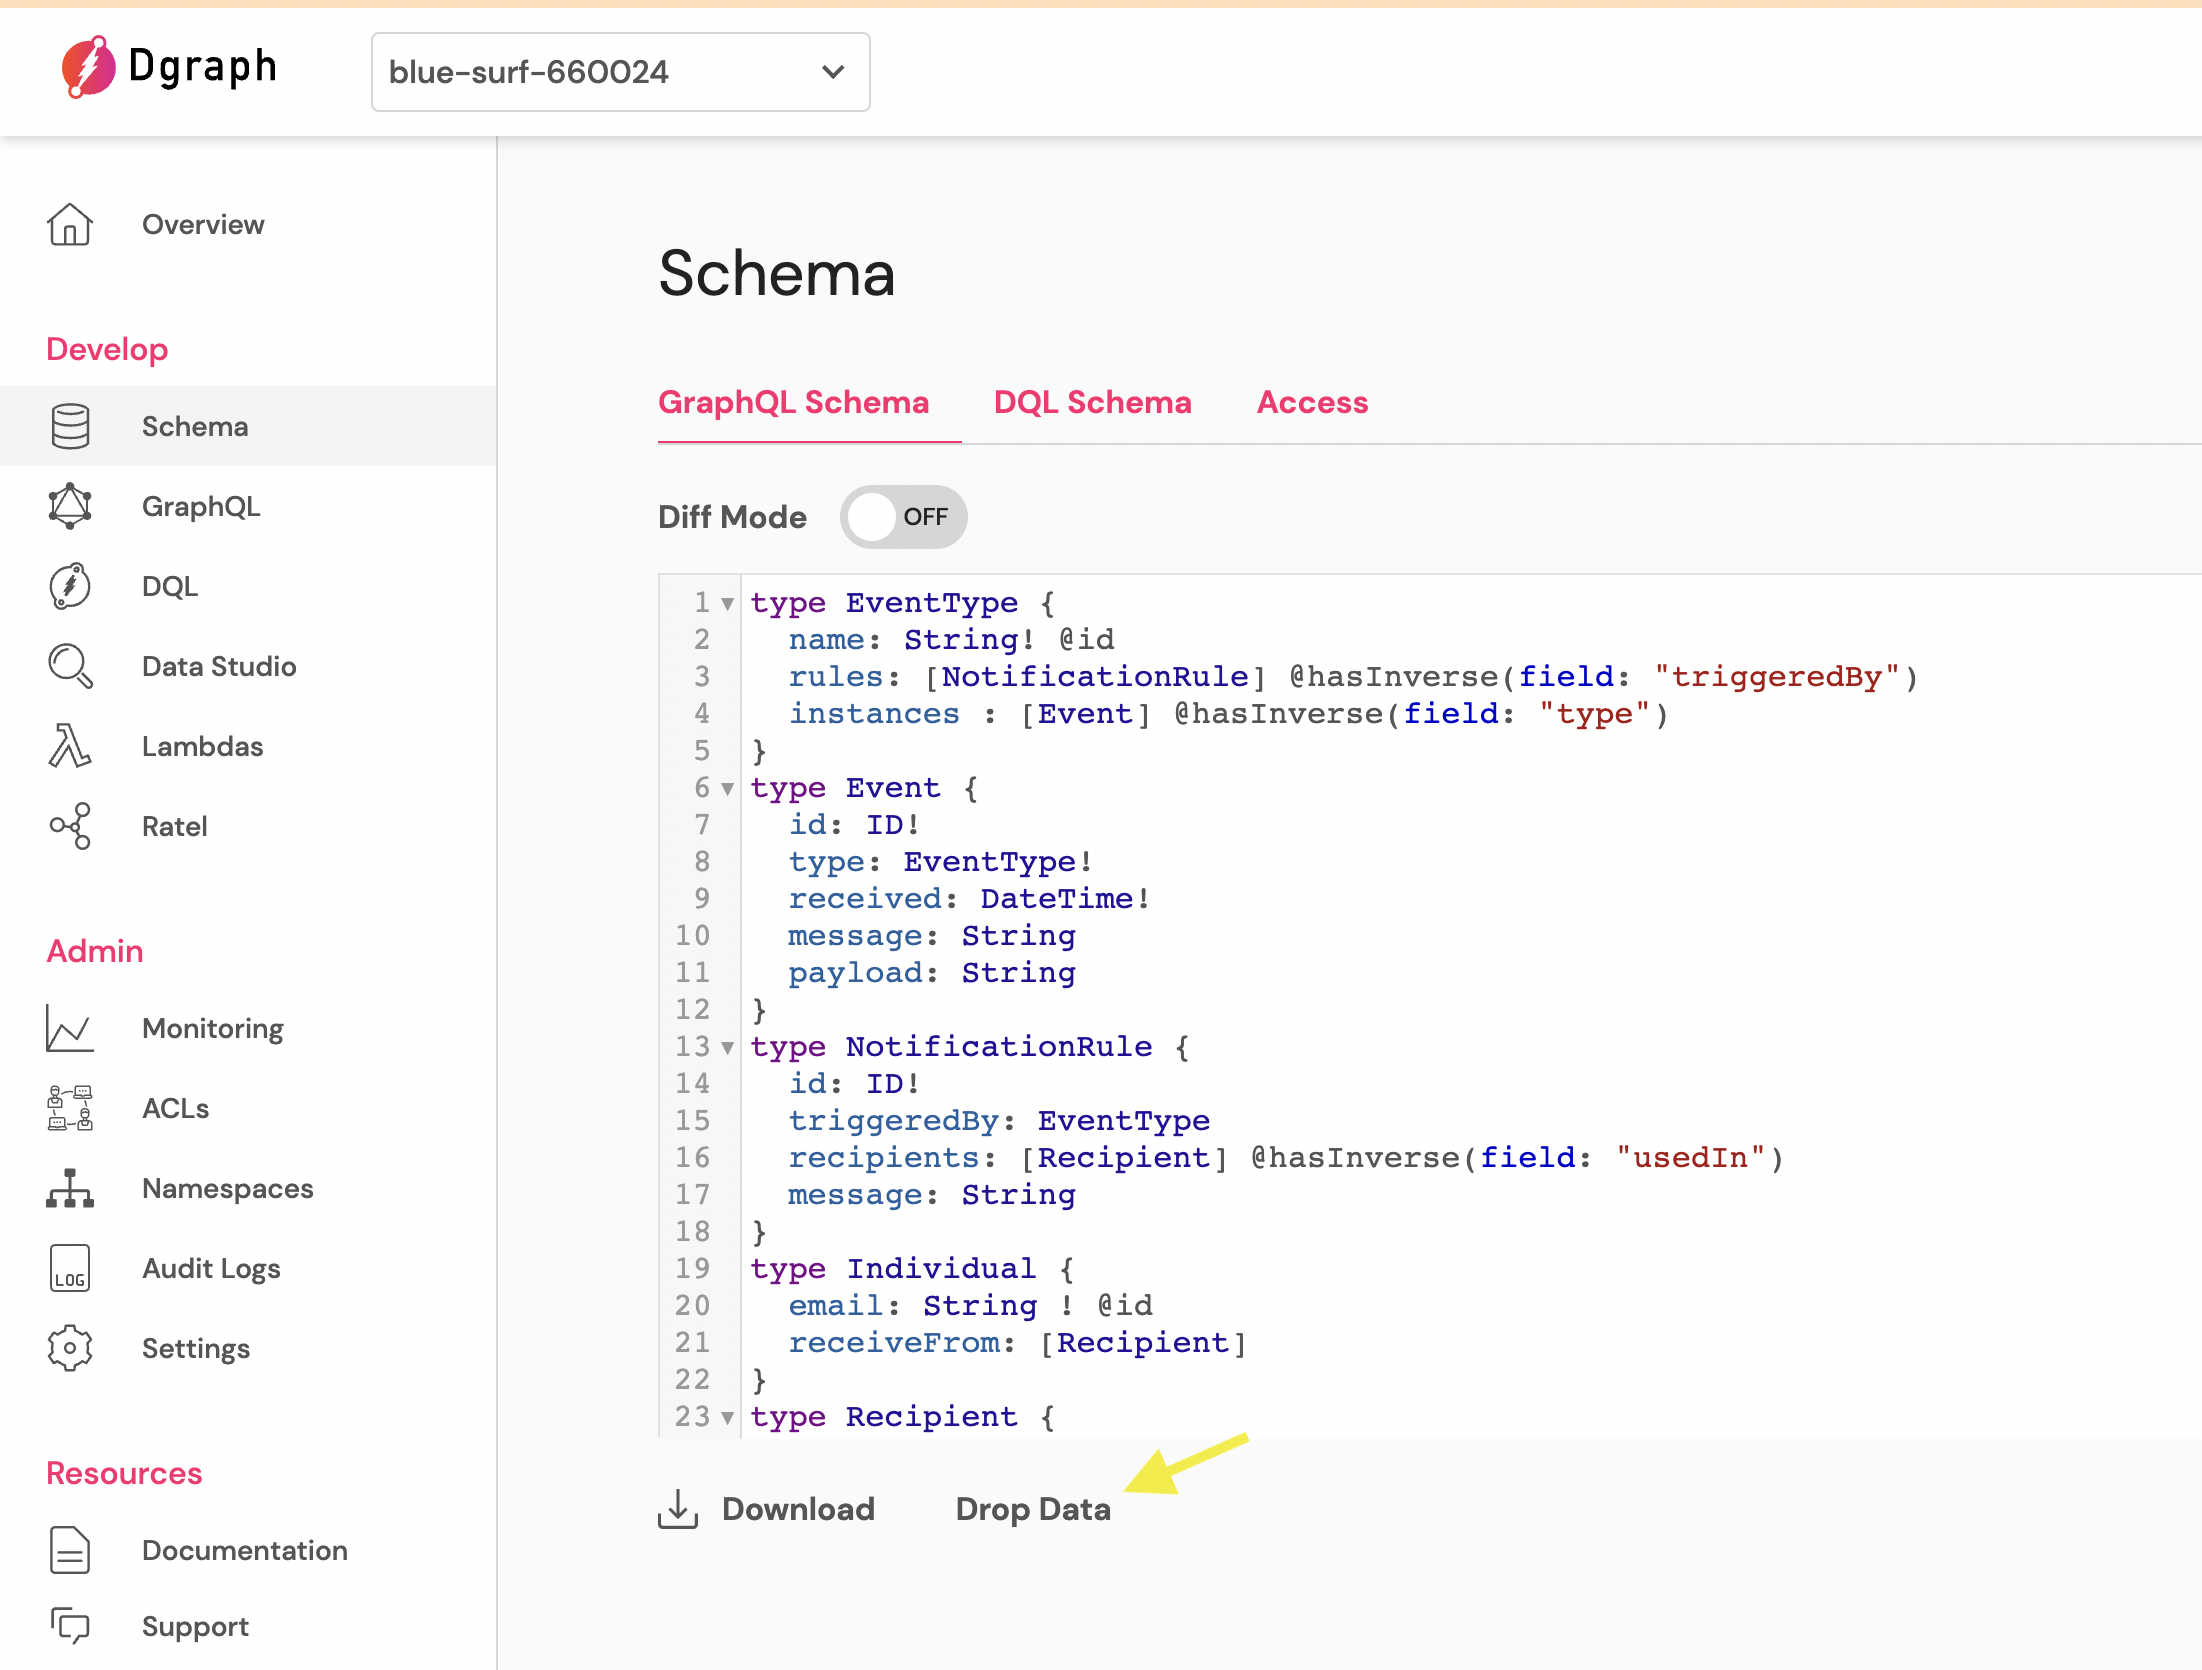 Dgraph
blue-surf-660024
Overview
Develop
Schema
GraphQL
DQL
Data Studio
Lambdas
Ratel
Admin
Monitoring
ACLs
Namespaces
LOG
Audit Logs
Settings
Resources
Documentation
Support
Schema
GraphQL Schema
DQL Schema
Access
Diff Mode
OFF
1 type EventType {
2 name: String! @id
3 rules: [NotificationRule] @hasInverse(field: "triggeredBy")
4 instances : [Event] @hasInverse(field: "type")
5 }
6 type Event {
7 id: ID!
8 type: EventType!
9 received: DateTime!
10 message: String
11 payload: String
12 }
13 type NotificationRule {
14 id: ID!
15 triggeredBy: EventType
16 recipients: [Recipient] @hasInverse(field: "usedIn")
17 message: String
18 }
19 type Individual {
20 email: String ! @id
21 receiveFrom: [Recipient]
22 }
23 type Recipient {
Download
Drop Data